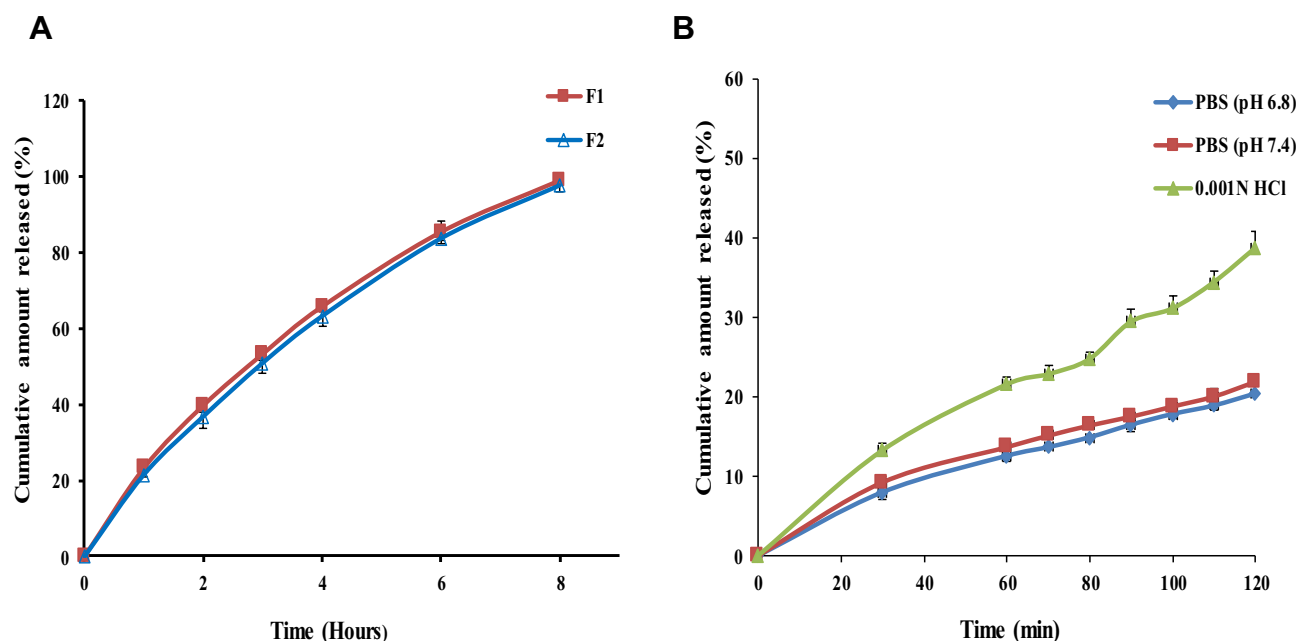 A
Cumulative amount released (%)
120
100
80
60
40
20
0
0
2
4
6
8
Time (Hours)
F1
F2
B
Cumulative amount released (%)
60
50
40
30
20
10
0
0
20
40
60
80
100
120
Time (min)
PBS (pH 6.8)
PBS (pH 7.4)
0.001N HCl